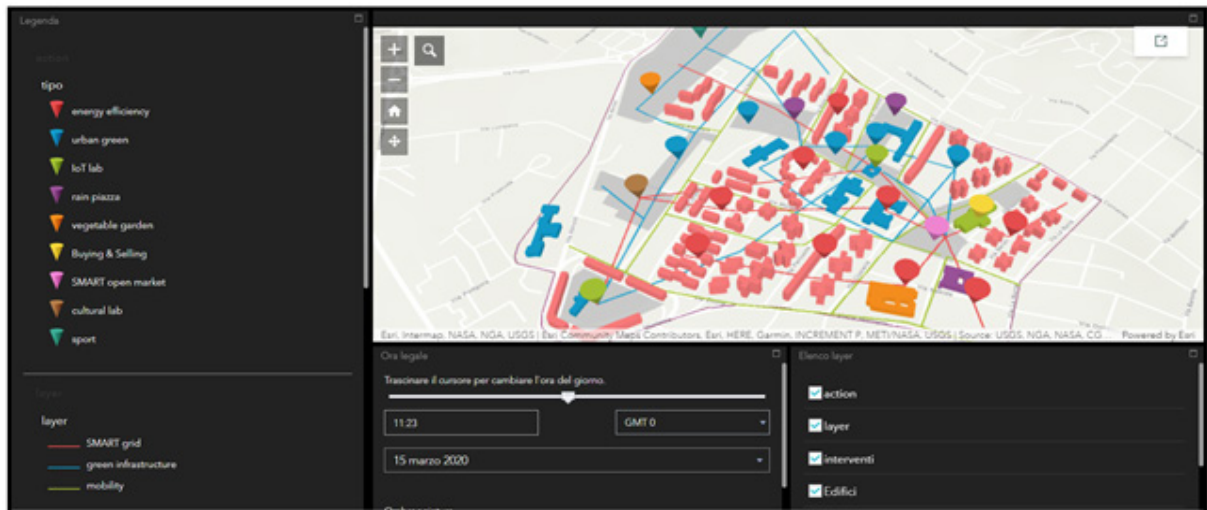 Legenda
action
tipo
energy efficiency
urban green
IoT lab
rain piazza
vegetable garden
Buying & Selling
SMART open market
cultural lab
sport
layer
layer
SMART grid
green infrastructure
mobility
Esri, Intermap, NASA, NGA, USGS | Esri Community Maps Contributors, Esri, HERE, Garmin, INCREMENT P, METI/NASA, USGS | Source: USGS, NGA, NASA, CG... Powered by Esri
Ora legale
Trascinare il cursore per cambiare l'ora del giorno.
11:23
GMT 0
15 marzo 2020
Elenco layer
action
layer
interventi
Edifici